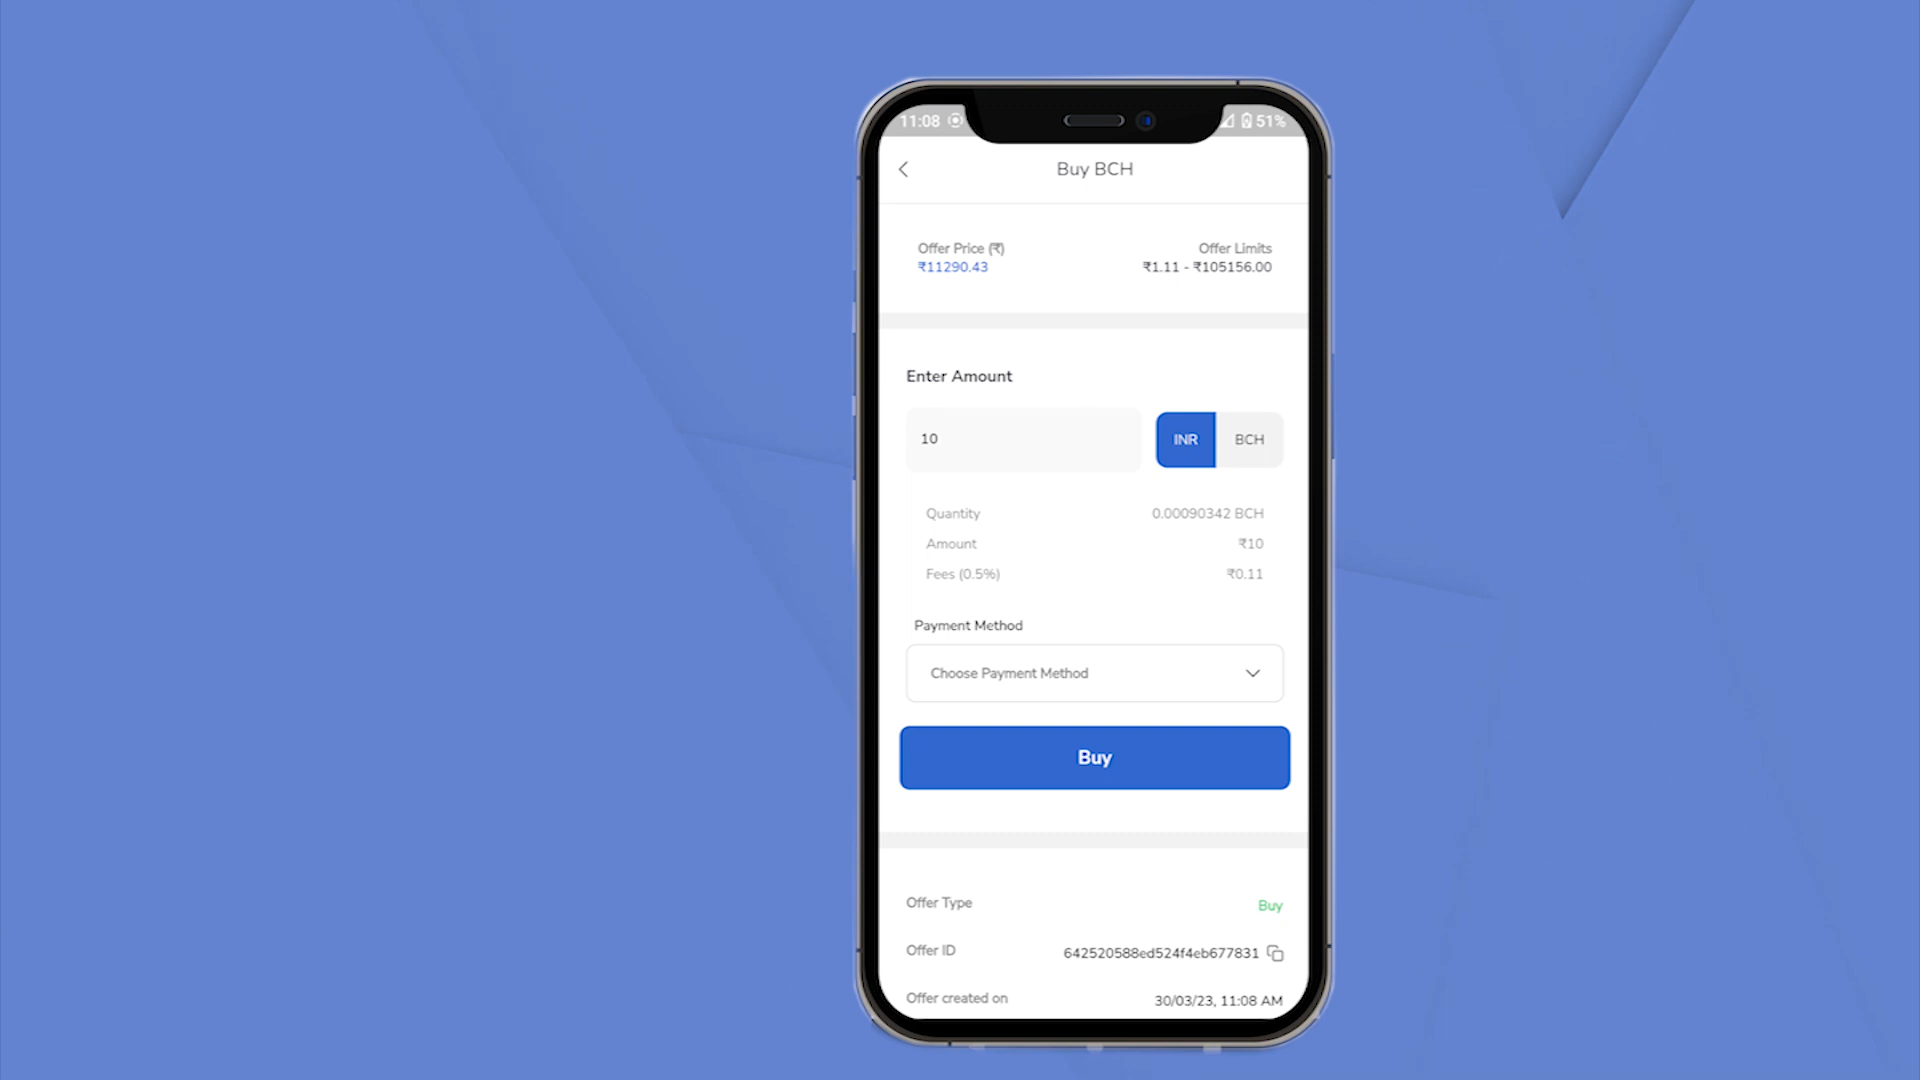 11:08 51%
Buy BCH
Offer Price (₹) Offer Limits
₹11290.43 ₹1.11 - ₹105156.00
Enter Amount
10 INR BCH
Quantity 0.00090342 BCH
Amount ₹10
Fees (0.5%) ₹0.11
Payment Method
Choose Payment Method
Buy
Offer Type Buy
Offer ID 642520588ed524f4eb677831
Offer created on 30/03/23, 11:08 AM